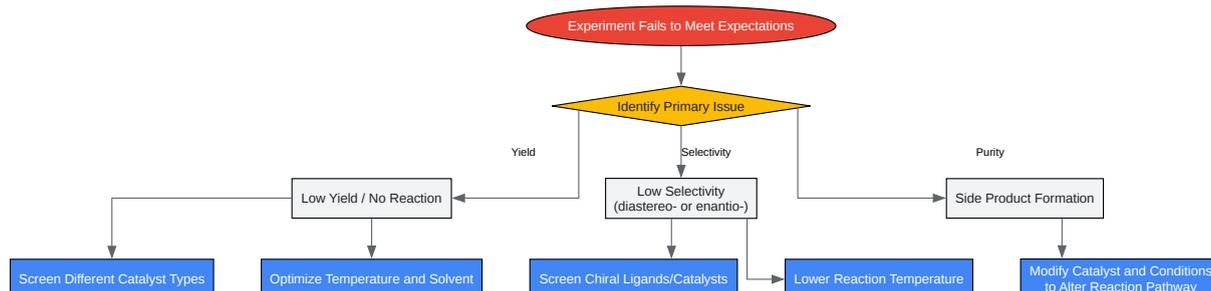 Experiment Fails to Meet Expectations
Identify Primary Issue
Yield
Selectivity
Purity
Low Yield / No Reaction
Low Selectivity
(diastereo- or enantio-)
Side Product Formation
Screen Different Catalyst Types
Optimize Temperature and Solvent
Screen Chiral Ligands/Catalysts
Lower Reaction Temperature
Modify Catalyst and Conditions
to Alter Reaction Pathway